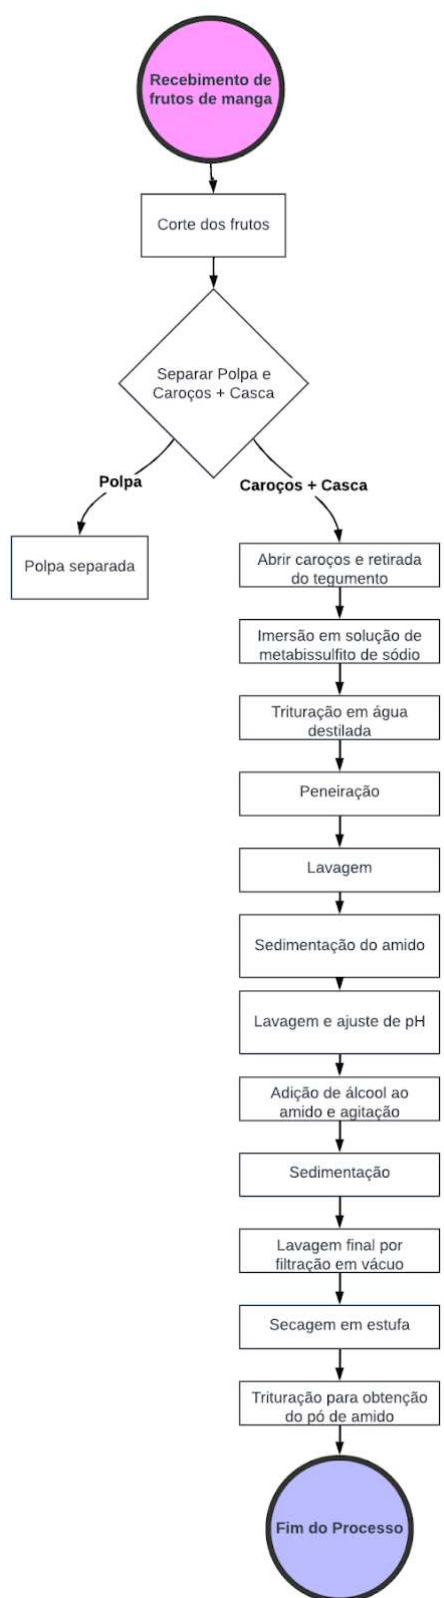 Recebimento de
frutos de manga
Corte dos frutos
Separar Polpa e
Caroços + Casca
Polpa
Caroços + Casca
Polpa separada
Abrir caroços e retirada
do tegumento
Imersão em solução de
metabissulfito de sódio
Trituração em água
destilada
Peneiração
Lavagem
Sedimentação do amido
Lavagem e ajuste de pH
Adição de álcool ao
amido e agitação
Sedimentação
Lavagem final por
filtração em vácuo
Secagem em estufa
Trituração para obtenção
do pó de amido
Fim do Processo